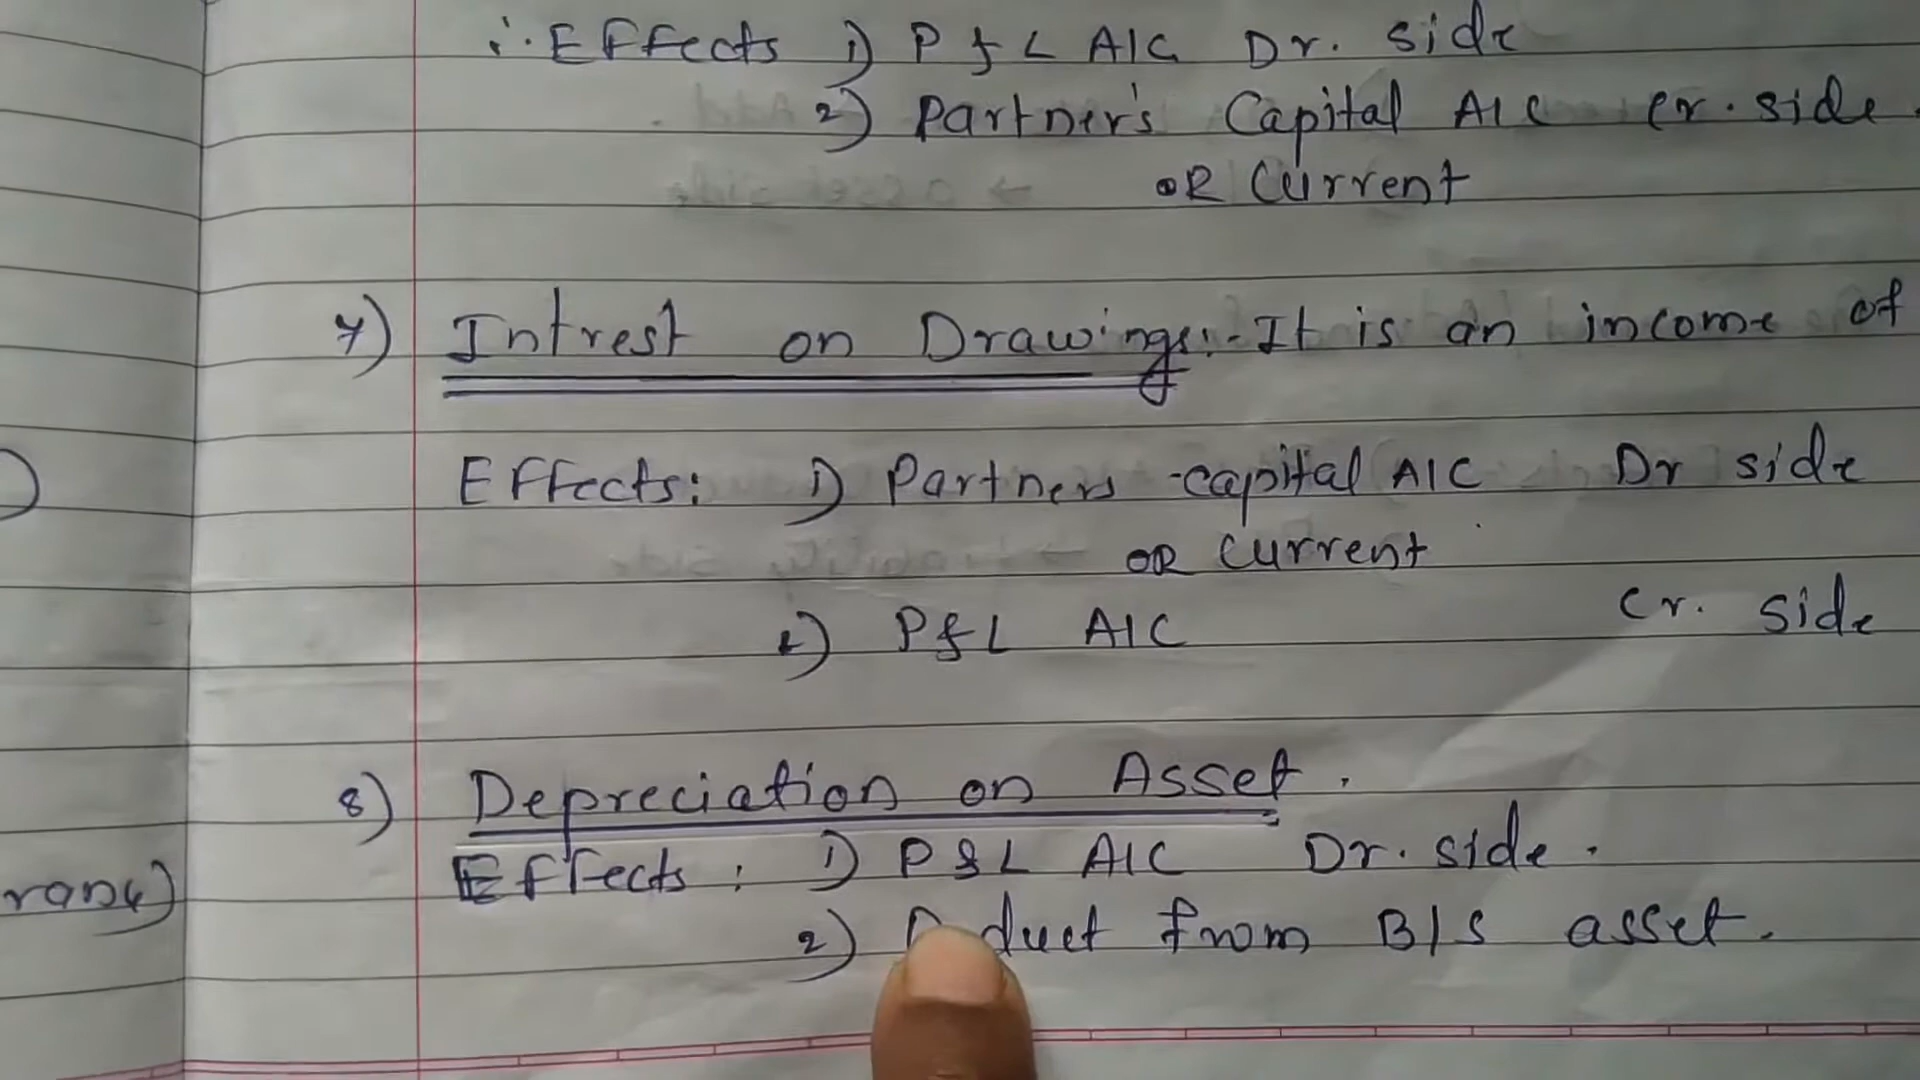 ∴ Effects 1) P & L A/C Dr. side
2) Partner's Capital A/C Cr. side.
OR Current
7) Intrest on Drawings:- It is an income of
Effects: 1) Partners capital A/C Dr side
OR Current
2) P & L A/C Cr. side
8) Depreciation on Asset.
Effects: 1) P & L A/C Dr. side.
2) Deduct from B/S asset.